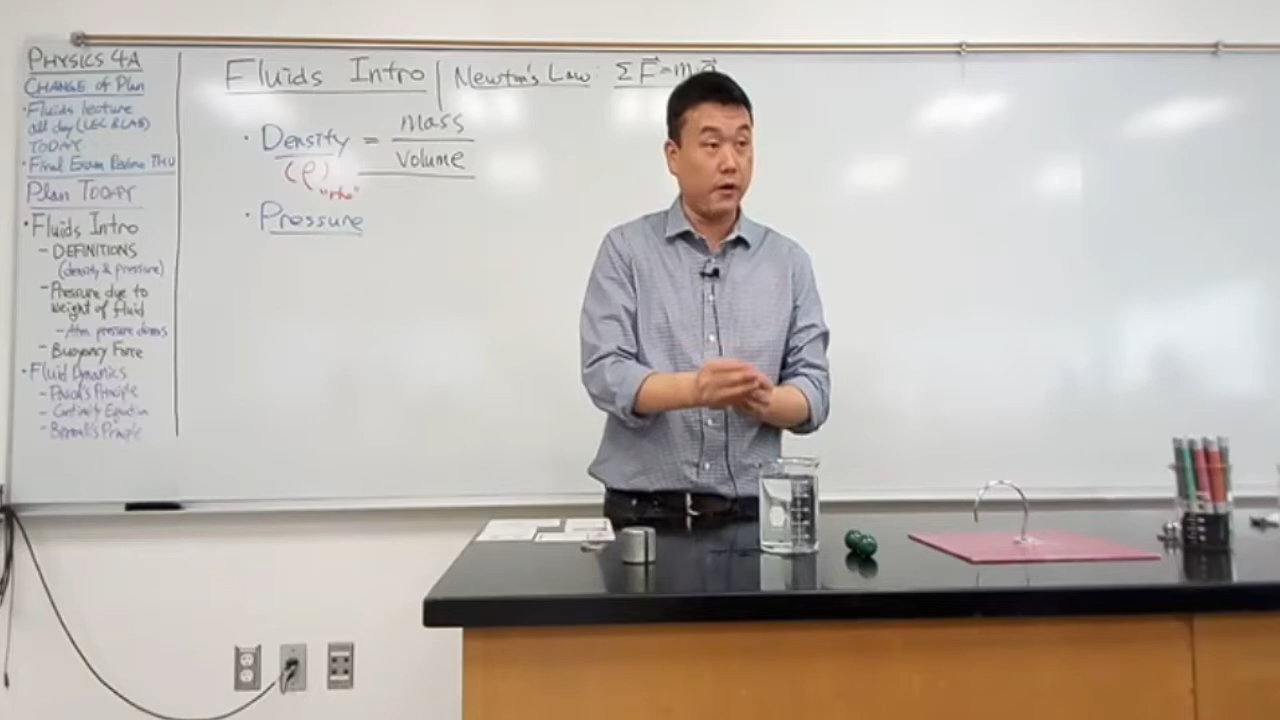 PHYSICS 4A
CHANGE of Plan
• Fluids lecture
all day (LEC & LAB)
TODAY
• Final Exam Review THU
Plan TODAY
• Fluids Intro
- DEFINITIONS
(density & pressure)
- Pressure due to
weight of fluid
- Atm. pressure demos
- Buoyancy Force
• Fluid Dynamics
- Pascal's Principle
- Continuity Equation
- Bernoulli's Principle
Fluids Intro | Newton's Law: ΣF⃗=m·a⃗
• Density = mass
volume
(ρ)
"rho"
• Pressure